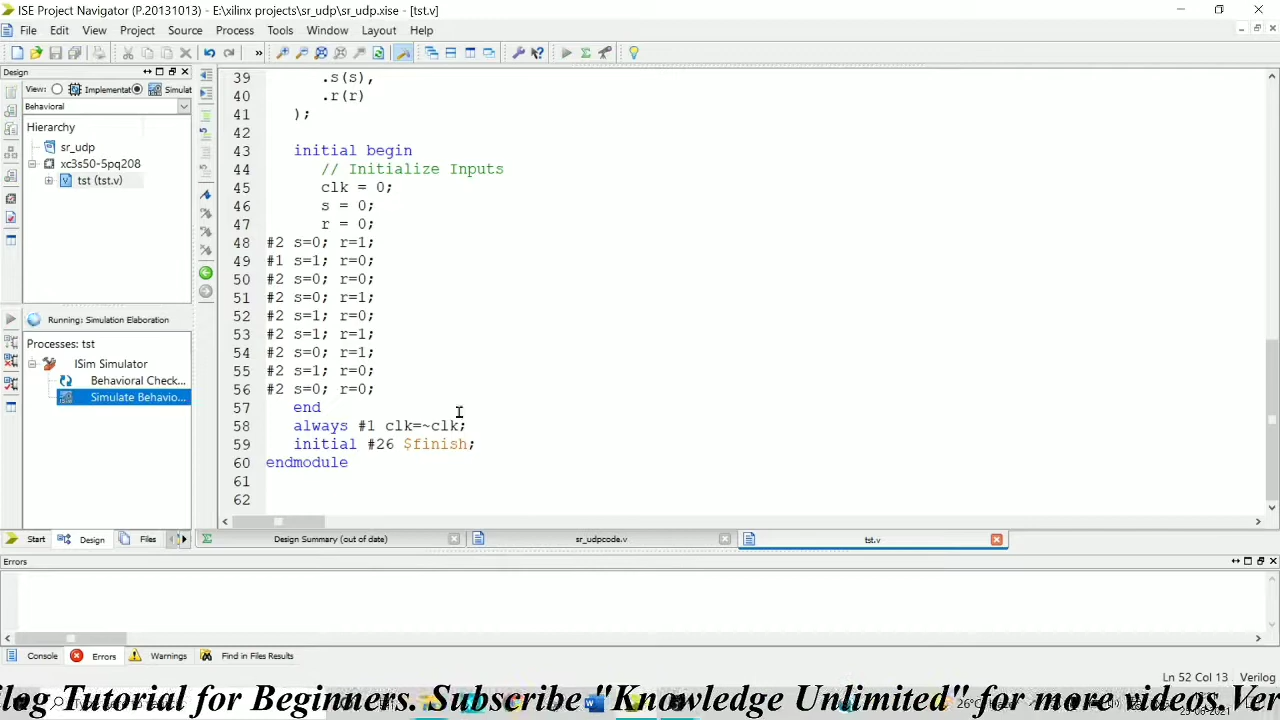 ISE Project Navigator (P.20131013) - E:\xilinx projects\sr_udp\sr_udp.xise - [tst.v]
File Edit View Project Source Process Tools Window Layout Help
Design
View: Implementat Simulat
Behavioral
Hierarchy
sr_udp
xc3s50-5pq208
tst (tst.v)
Running: Simulation Elaboration
Processes: tst
ISim Simulator
Behavioral Check...
Simulate Behavio...
Start Design Files
39 .s(s),
40 .r(r)
41 );
42
43 initial begin
44 // Initialize Inputs
45 clk = 0;
46 s = 0;
47 r = 0;
48 #2 s=0; r=1;
49 #1 s=1; r=0;
50 #2 s=0; r=0;
51 #2 s=0; r=1;
52 #2 s=1; r=0;
53 #2 s=1; r=1;
54 #2 s=0; r=1;
55 #2 s=1; r=0;
56 #2 s=0; r=0;
57 end
58 always #1 clk=~clk;
59 initial #26 $finish;
60 endmodule
61
62
Design Summary (out of date) sr_udpcode.v tst.v
Errors
Console Errors Warnings Find in Files Results
Ln 52 Col 13 Verilog
ilog Tutorial for Beginners. Subscribe "Knowledge Unlimited" for more videos Ver